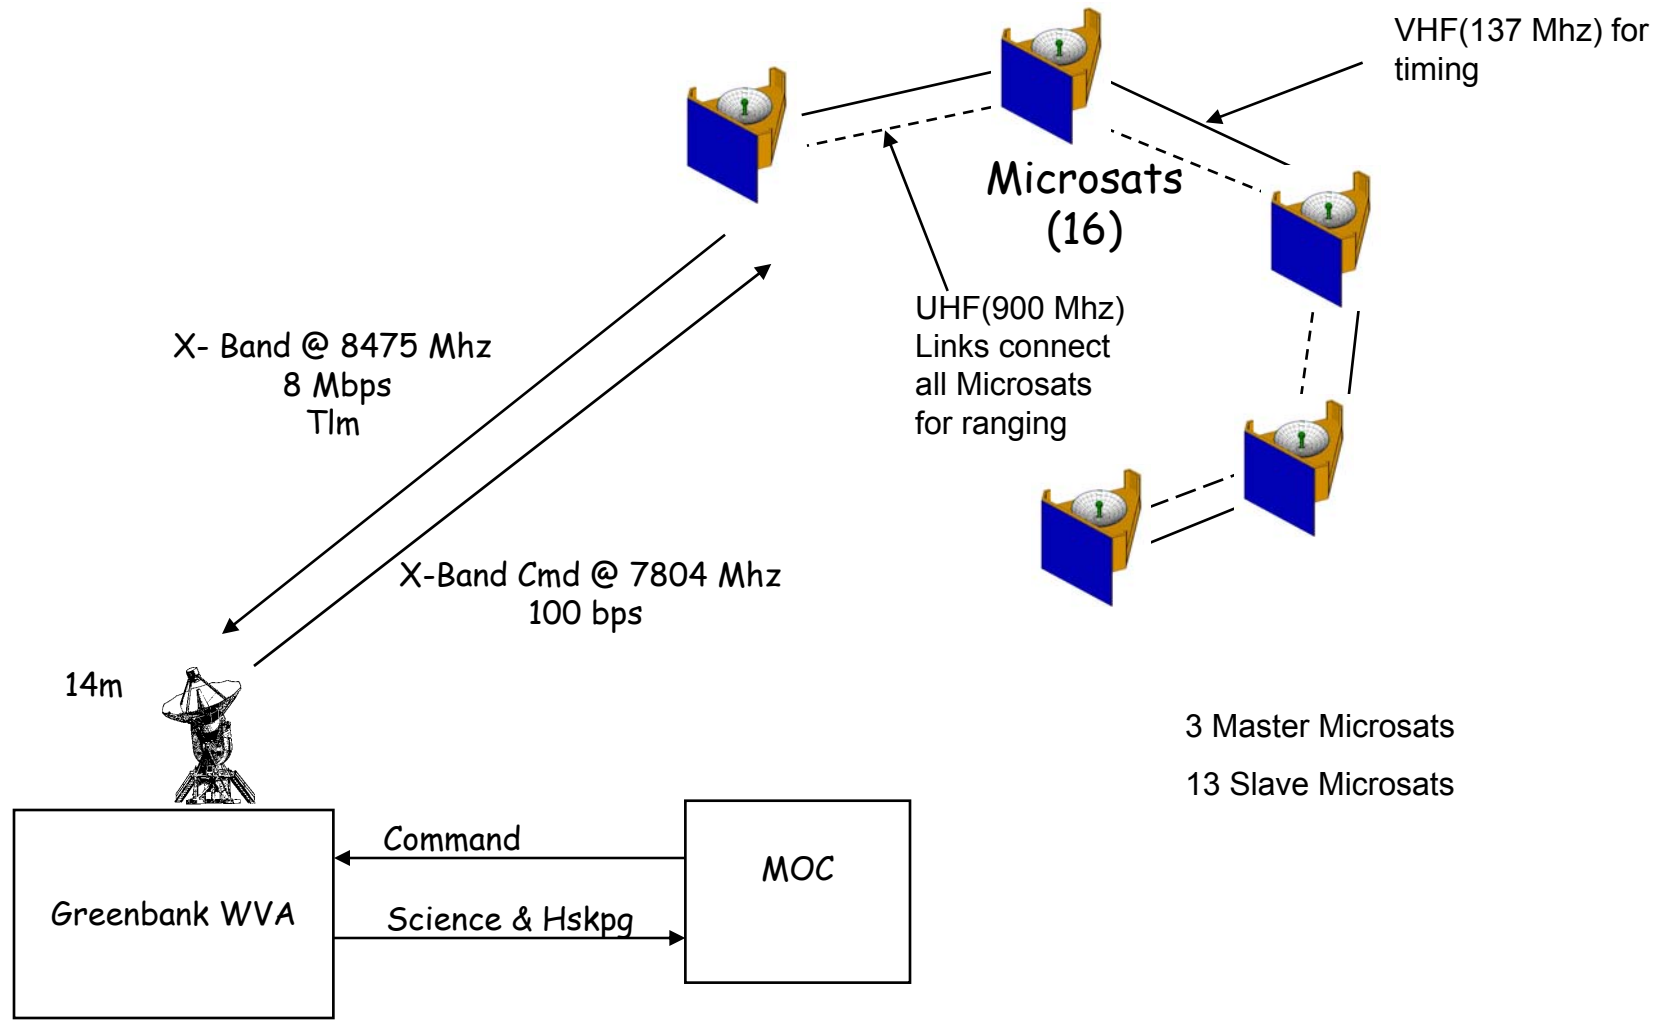 VHF(137 Mhz) for
timing
Microsats
(16)
UHF(900 Mhz)
Links connect
all Microsats
for ranging
X- Band @ 8475 Mhz
8 Mbps
Tlm
X-Band Cmd @ 7804 Mhz
100 bps
14m
3 Master Microsats
13 Slave Microsats
Command
MOC
Greenbank WVA
Science & Hskpg